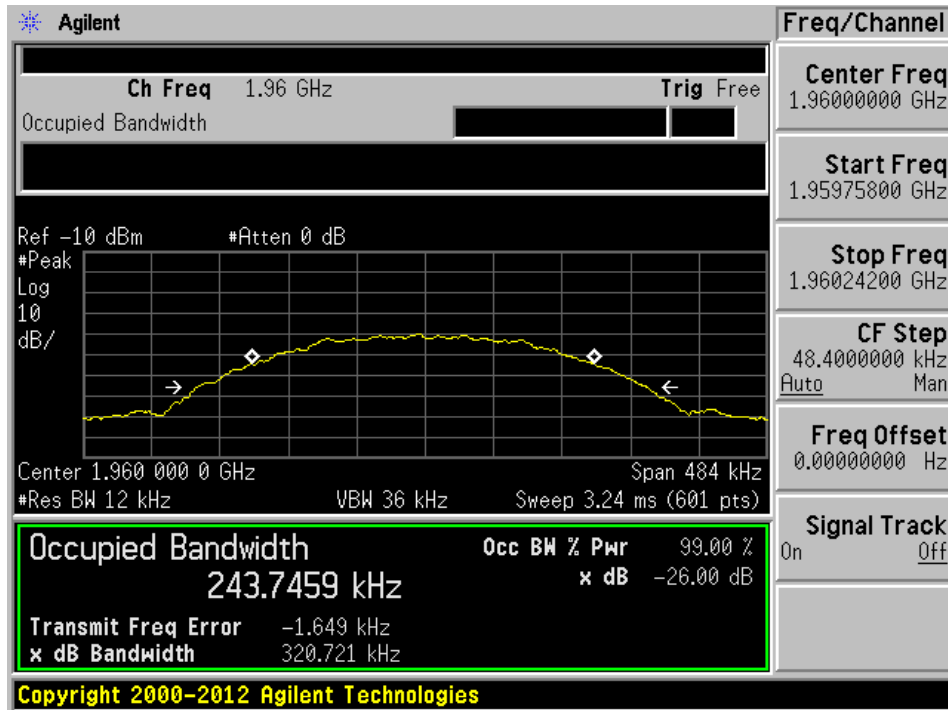 Agilent
Freq/Channel
Ch Freq 1.96 GHz Trig Free
Occupied Bandwidth
Center Freq
1.96000000 GHz
Start Freq
1.95975800 GHz
Stop Freq
1.96024200 GHz
CF Step
48.4000000 kHz
Auto Man
Freq Offset
0.00000000 Hz
Signal Track
On Off
Ref -10 dBm #Atten 0 dB
#Peak
Log
10
dB/
Center 1.960 000 0 GHz Span 484 kHz
#Res BW 12 kHz VBW 36 kHz Sweep 3.24 ms (601 pts)
Occupied Bandwidth Occ BW % Pwr 99.00 %
243.7459 kHz x dB -26.00 dB
Transmit Freq Error -1.649 kHz
x dB Bandwidth 320.721 kHz
Copyright 2000-2012 Agilent Technologies